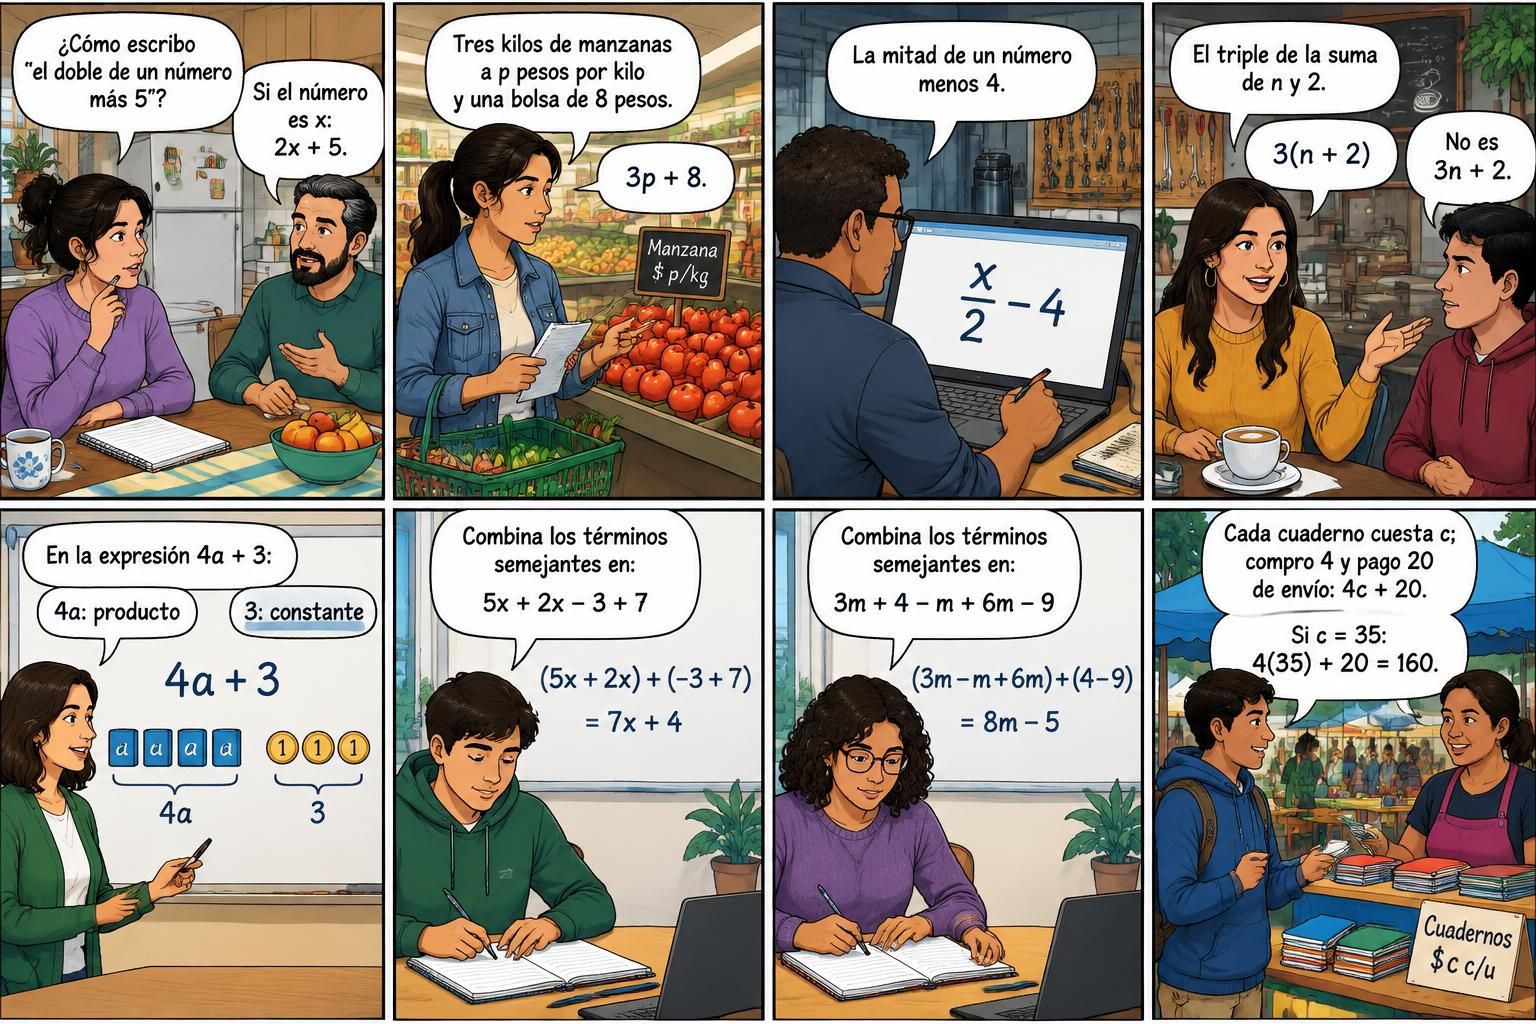 ¿Cómo escribo
“el doble de un número
más 5”?
Si el número
es x:
2x + 5.
Tres kilos de manzanas
a p pesos por kilo
y una bolsa de 8 pesos.
3p + 8.
Manzana
$ p/kg
La mitad de un número
menos 4.
x
2
− 4
El triple de la suma
de n y 2.
3(n + 2)
No es
3n + 2.
En la expresión 4a + 3:
4a: producto
3: constante
4a + 3
a a a a
1 1 1
4a
3
Combina los términos
semejantes en:
5x + 2x − 3 + 7
(5x + 2x) + (−3 + 7)
= 7x + 4
Combina los términos
semejantes en:
3m + 4 − m + 6m − 9
(3m − m + 6m) + (4 − 9)
= 8m − 5
Cada cuaderno cuesta c;
compro 4 y pago 20
de envío: 4c + 20.
Si c = 35:
4(35) + 20 = 160.
Cuadernos
$ c c/u